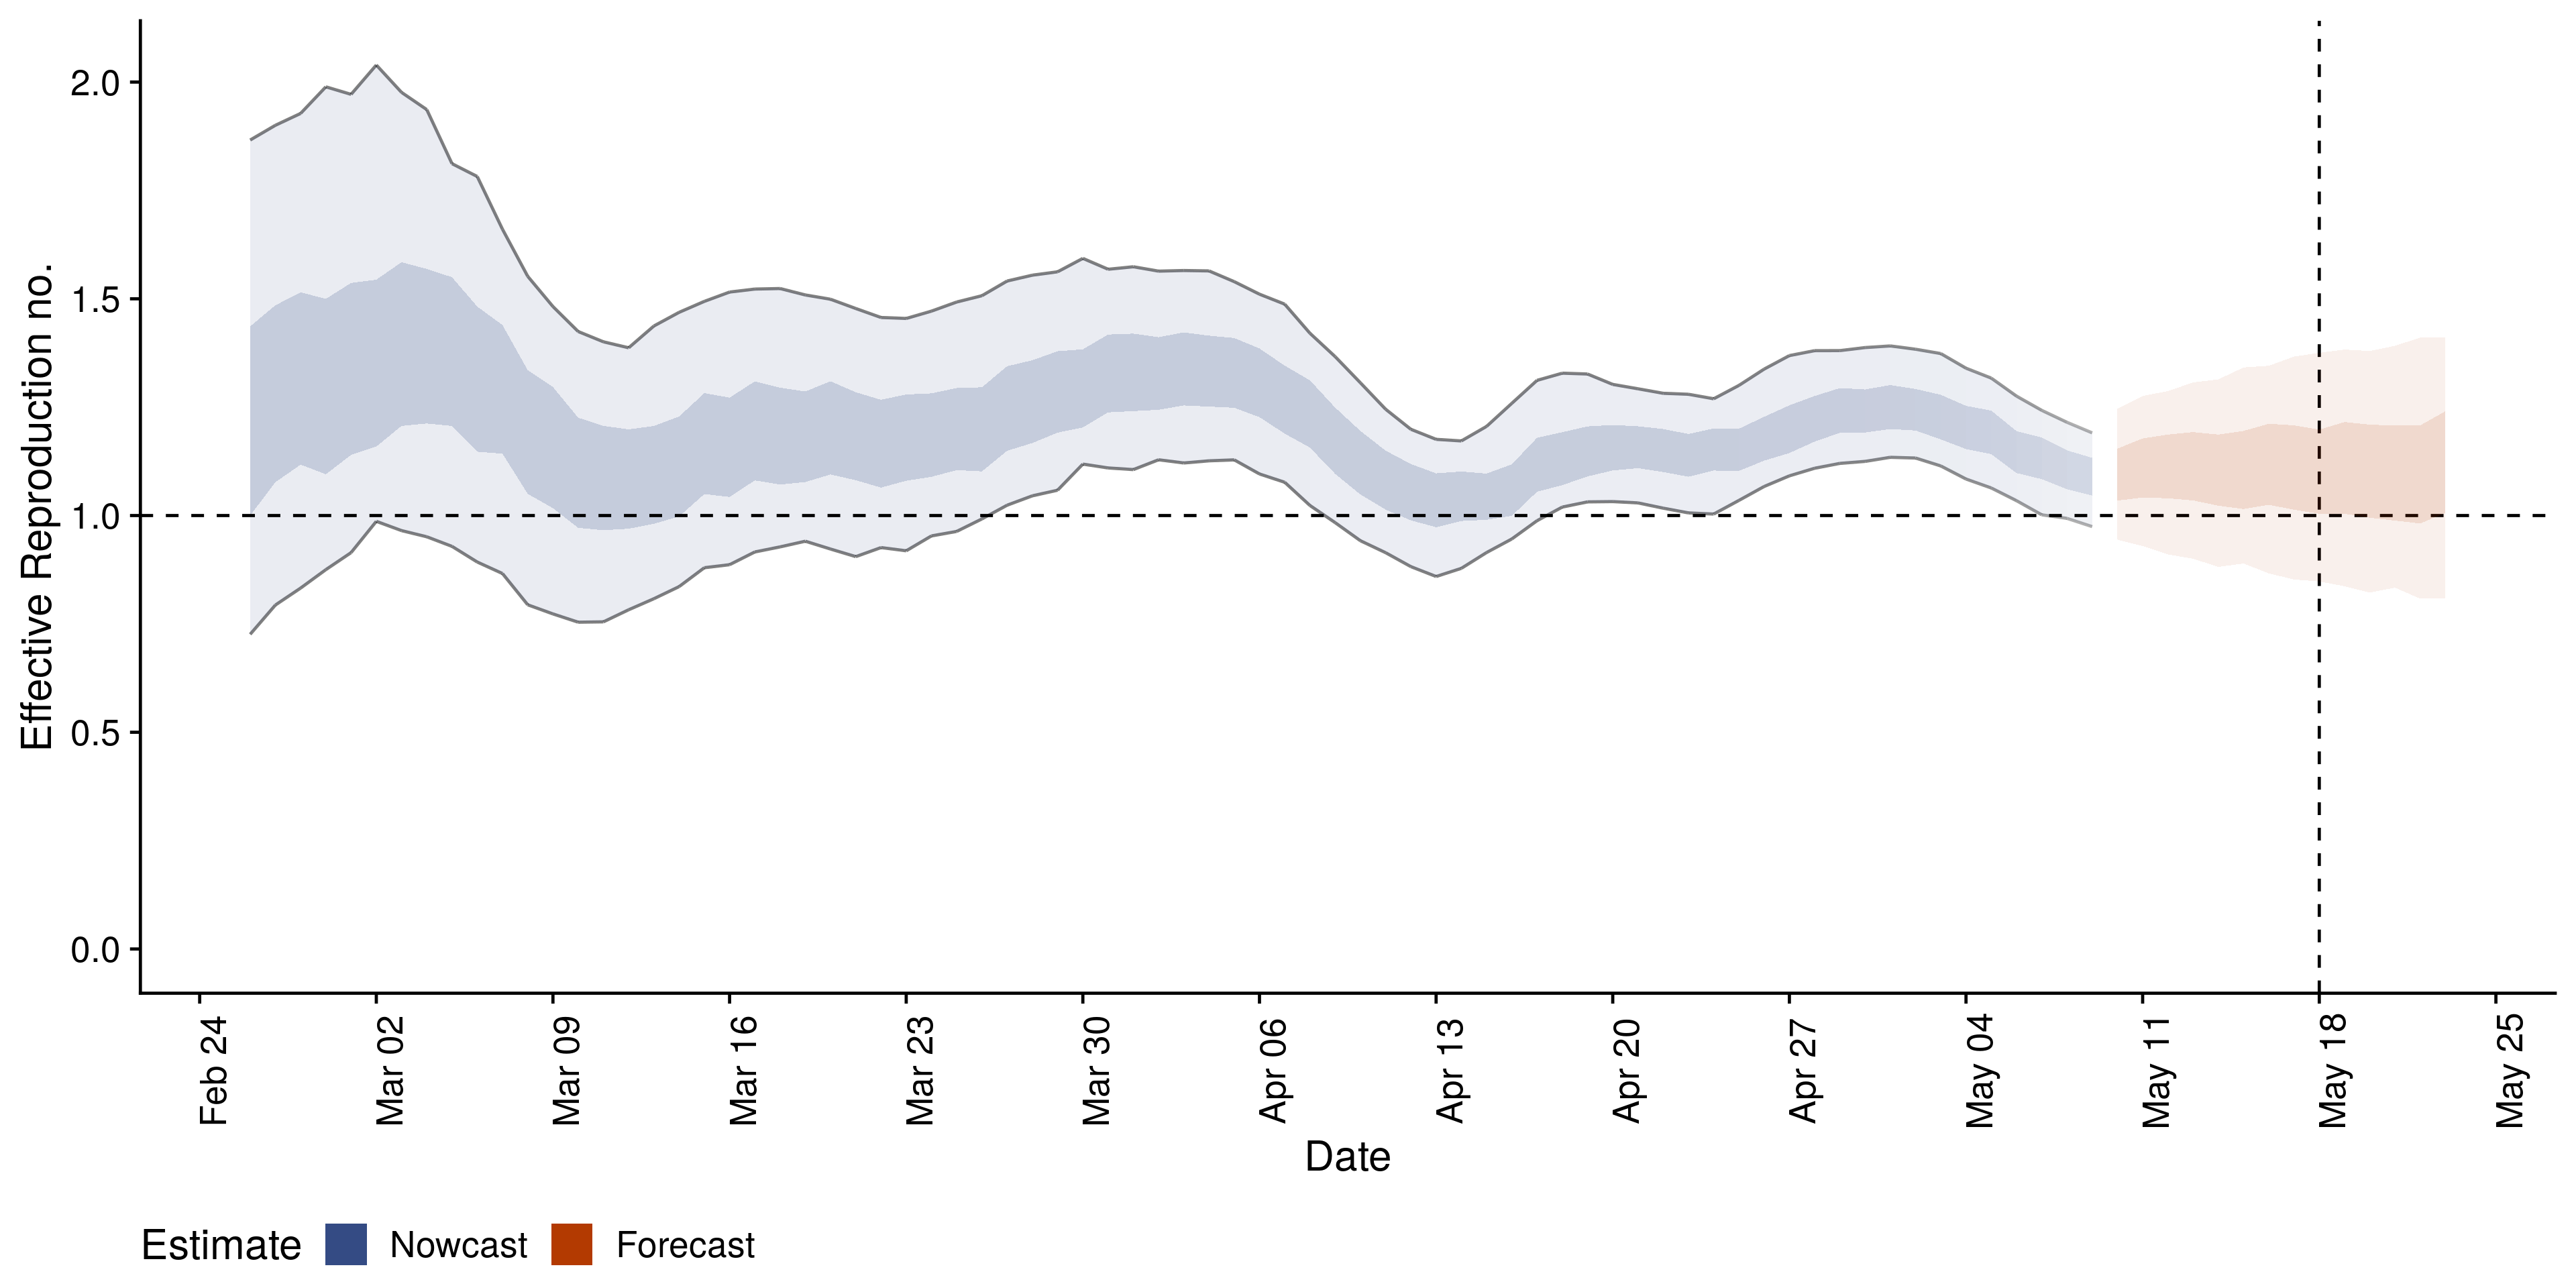 Effective Reproduction no.
2.0
1.5
1.0
0.5
0.0
Feb 24
Mar 02
Mar 09
Mar 16
Mar 23
Mar 30
Apr 06
Apr 13
Apr 20
Apr 27
May 04
May 11
May 18
May 25
Date
Estimate Nowcast Forecast